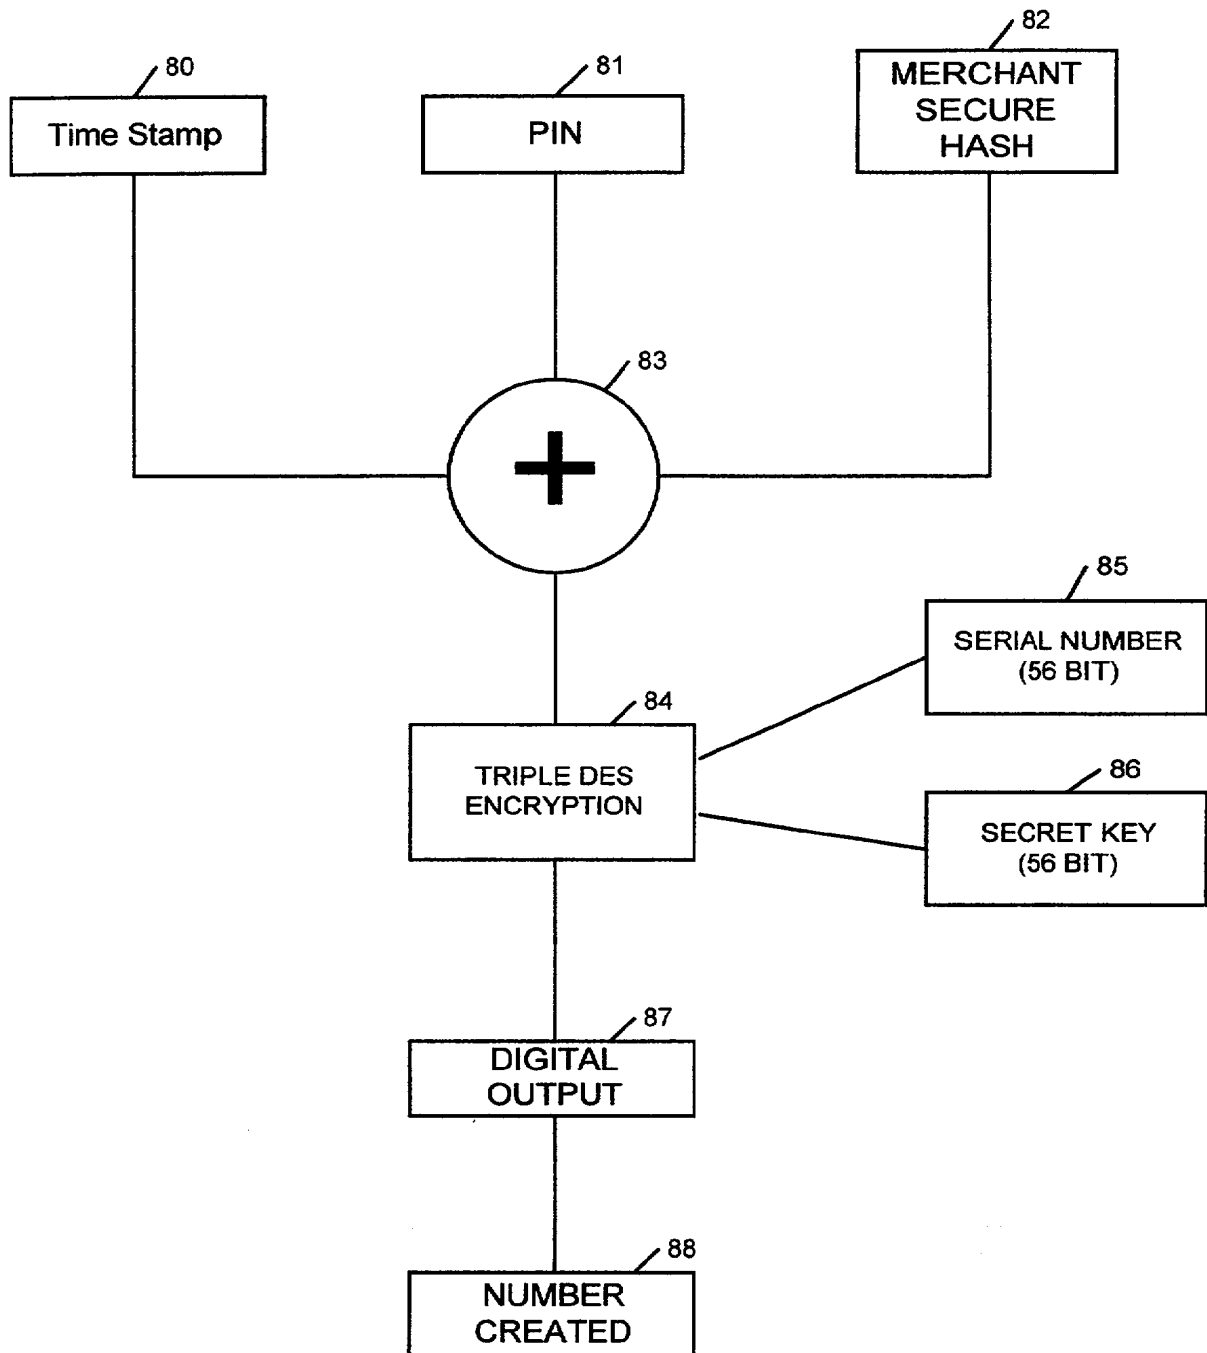 80
Time Stamp
81
PIN
82
MERCHANT
SECURE
HASH
83
+
84
TRIPLE DES
ENCRYPTION
85
SERIAL NUMBER
(56 BIT)
86
SECRET KEY
(56 BIT)
87
DIGITAL
OUTPUT
88
NUMBER
CREATED